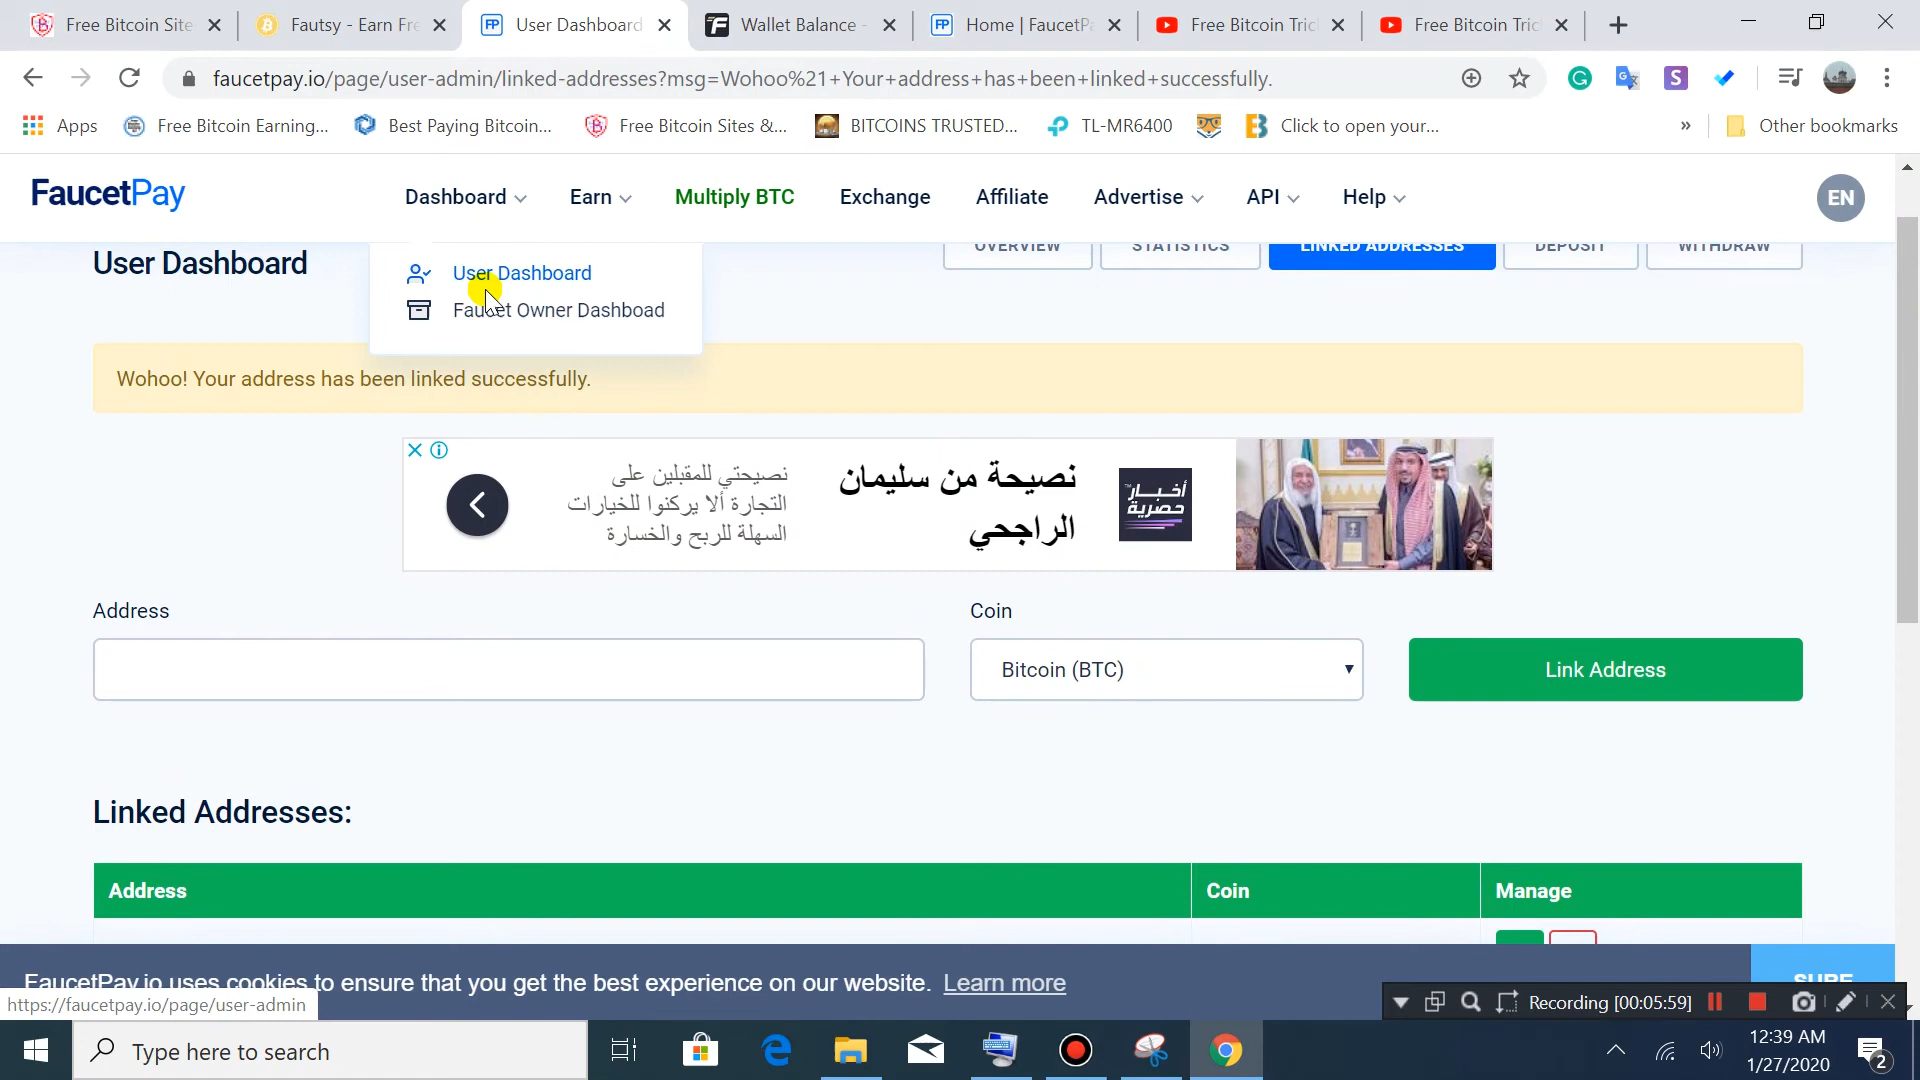 Free Bitcoin Site
Fautsy - Earn Fre
User Dashboard
Wallet Balance -
Home | FaucetPa
Free Bitcoin Tric
Free Bitcoin Tric
faucetpay.io/page/user-admin/linked-addresses?msg=Wohoo%21+Your+address+has+been+linked+successfully.
Apps
Free Bitcoin Earning...
Best Paying Bitcoin...
Free Bitcoin Sites &...
BITCOINS TRUSTED...
TL-MR6400
Click to open your...
»
Other bookmarks
FaucetPay
Dashboard
Earn
Multiply BTC
Exchange
Affiliate
Advertise
API
Help
EN
User Dashboard
OVERVIEW
STATISTICS
LINKED ADDRESSES
DEPOSIT
WITHDRAW
User Dashboard
Faucet Owner Dashboad
Wohoo! Your address has been linked successfully.
نصيحتي للمقبلين على
التجارة ألا يركنوا للخيارات
السهلة للربح والخسارة
نصيحة من سليمان
الراجحي
أخبار
حصرية
Address
Coin
Bitcoin (BTC)
Link Address
Linked Addresses:
Address
Coin
Manage
FaucetPay.io uses cookies to ensure that you get the best experience on our website. Learn more
SURE
https://faucetpay.io/page/user-admin
Recording [00:05:59]
Type here to search
12:39 AM
1/27/2020
2